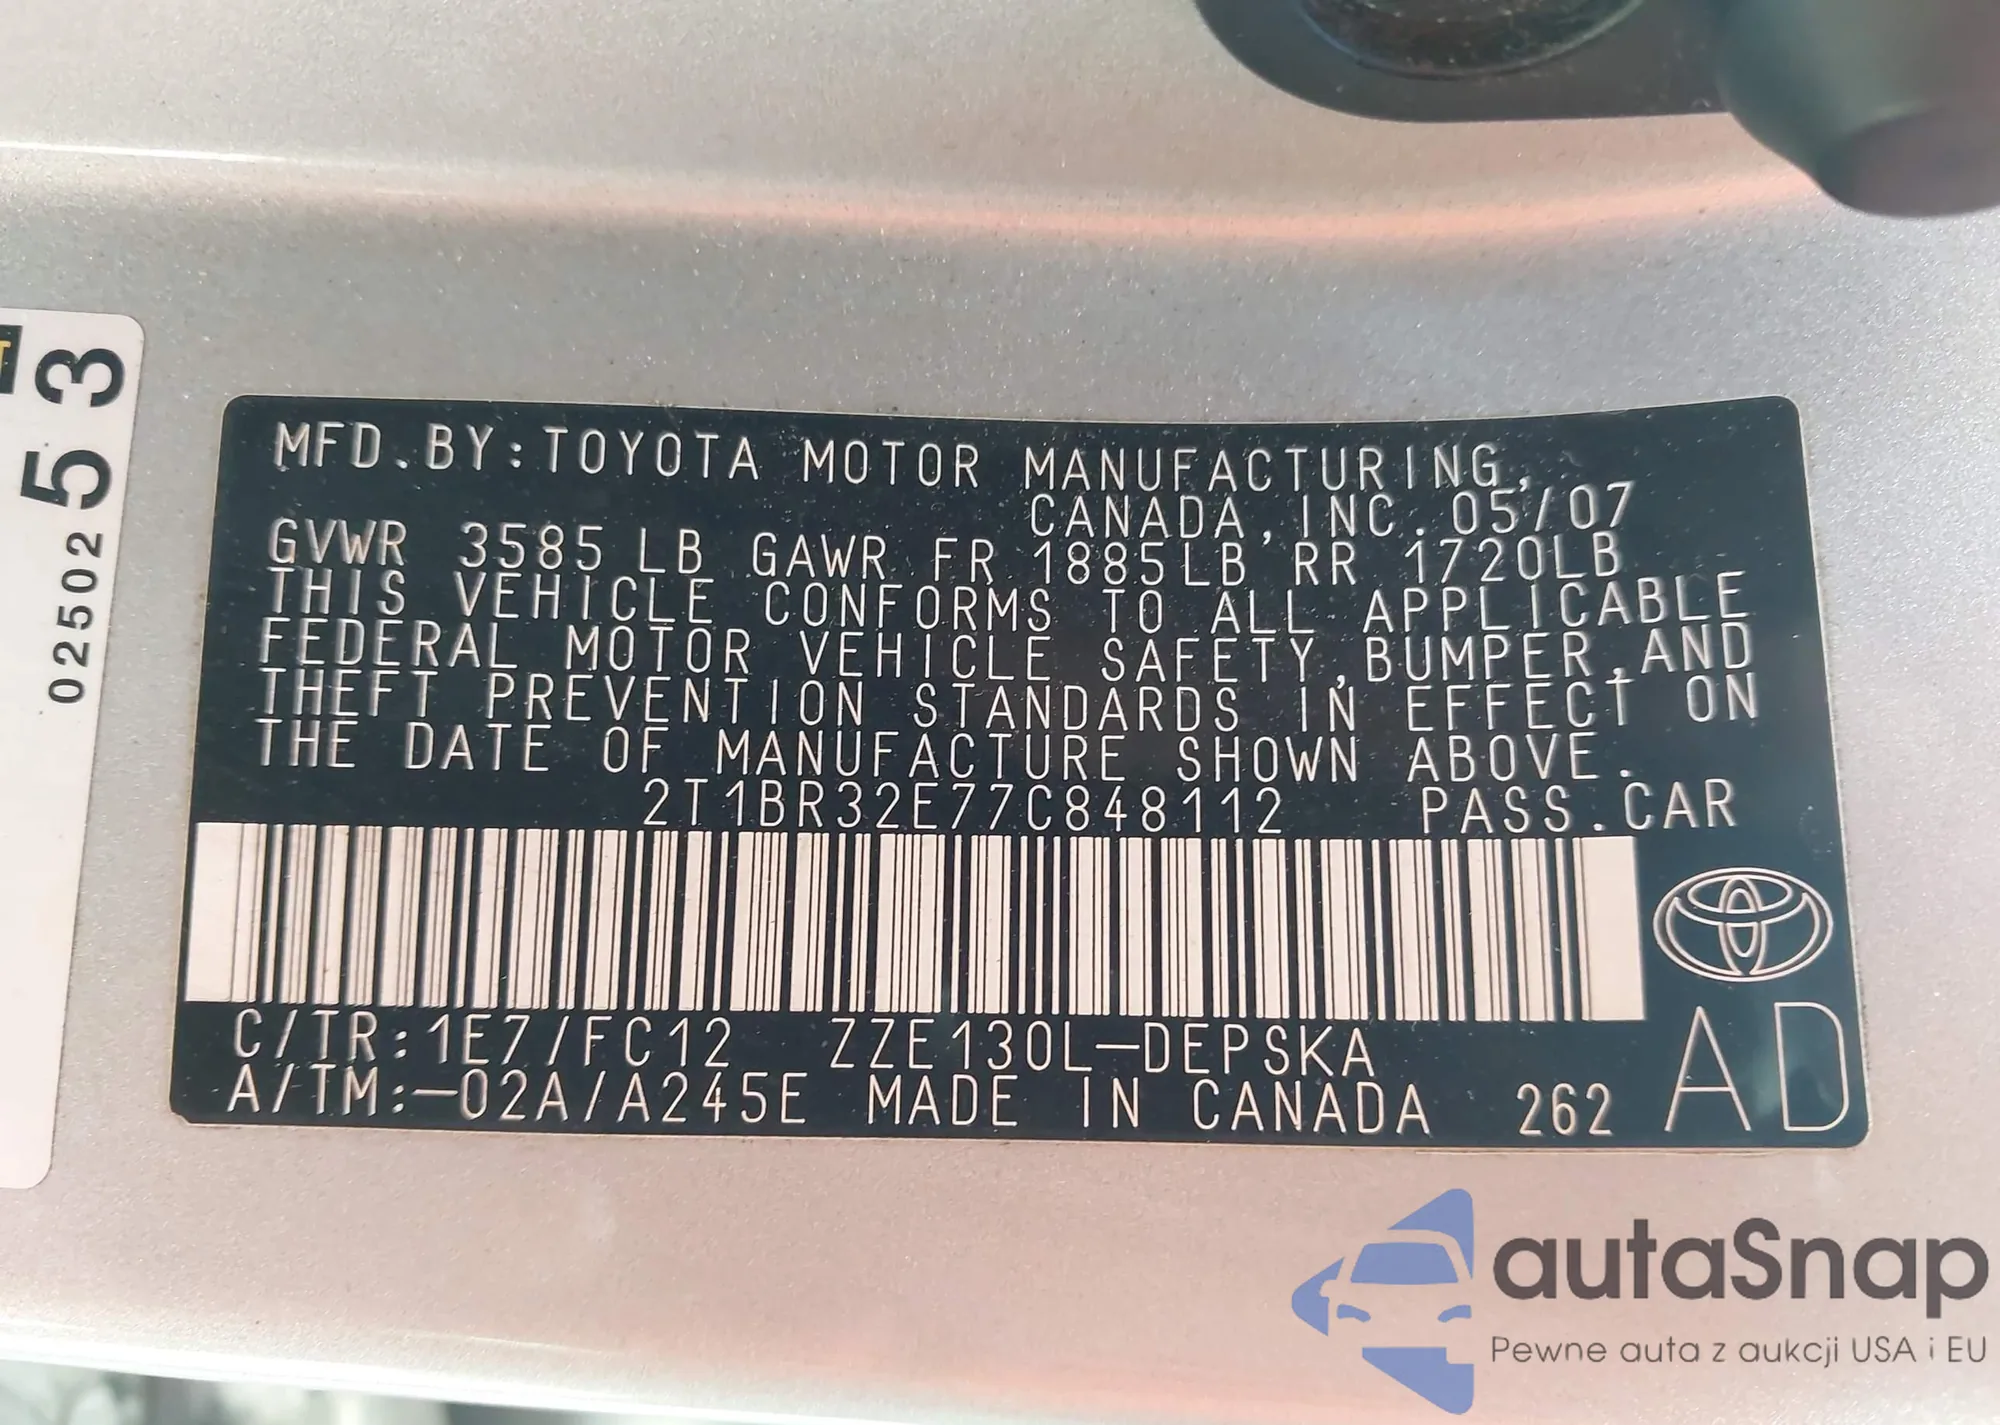 53
02502
MFD.BY:TOYOTA MOTOR MANUFACTURING,
CANADA,INC. 05/07
GVWR 3585LB GAWR FR 1885LB RR 1720LB
THIS VEHICLE CONFORMS TO ALL APPLICABLE
FEDERAL MOTOR VEHICLE SAFETY,BUMPER,AND
THEFT PREVENTION STANDARDS IN EFFECT ON
THE DATE OF MANUFACTURE SHOWN ABOVE.
2T1BR32E77C848112 PASS.CAR
C/TR:1E7/FC12 ZZE130L-DEPSKA
A/TM:-02A/A245E MADE IN CANADA 262
AD
autaSnap
Pewne auta z aukcji USA i EU